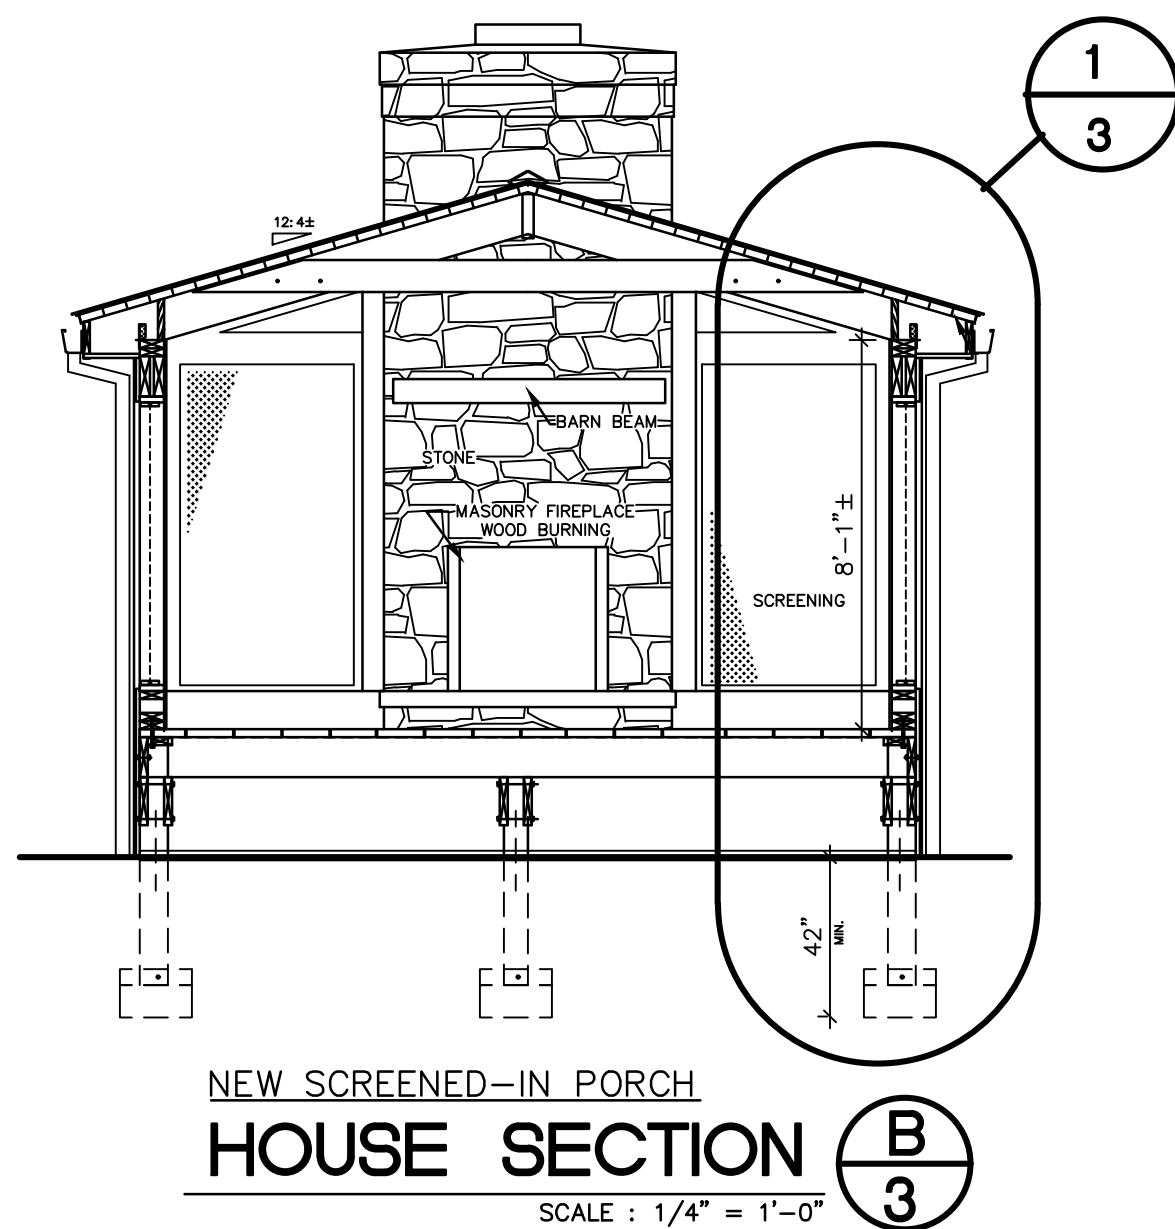 1
3
12:4±
BARN BEAM
STONE
MASONRY FIREPLACE
WOOD BURNING
8'-1"±
SCREENING
42"
MIN.
NEW SCREENED-IN PORCH
HOUSE SECTION
B
3
SCALE : 1/4" = 1'-0"